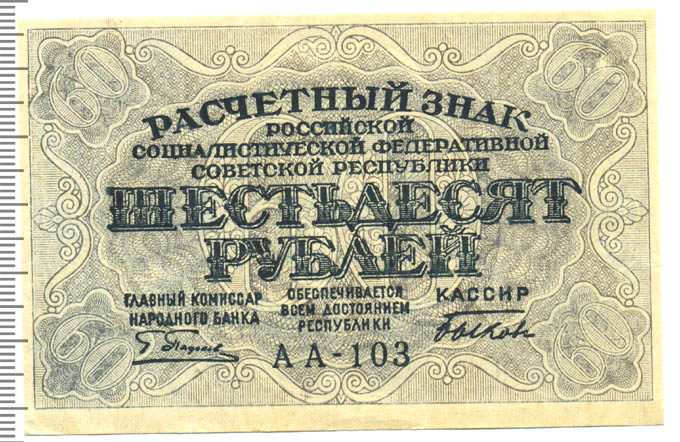 60 60
РАСЧЕТНЫЙ ЗНАК
РОССИЙСКОЙ
СОЦИАЛИСТИЧЕСКОЙ ФЕДЕРАТИВНОЙ
СОВЕТСКОЙ РЕСПУБЛИКИ
ШЕСТЬДЕСЯТ
РУБЛЕЙ
ГЛАВНЫЙ КОМИССАР
НАРОДНОГО БАНКА
ОБЕСПЕЧИВАЕТСЯ
ВСЕМ ДОСТОЯНИЕМ
РЕСПУБЛИКИ
КАССИР
АА-103
60 60